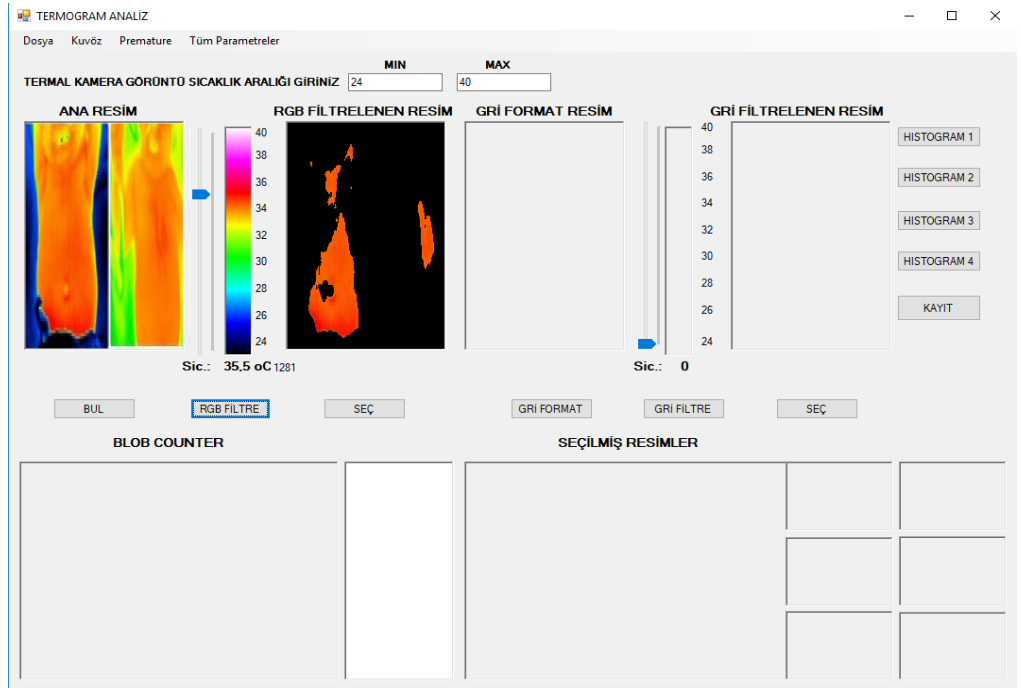 TERMOGRAM ANALİZ
Dosya Kuvöz Premature Tüm Parametreler
MIN MAX
TERMAL KAMERA GÖRÜNTÜ SICAKLIK ARALIĞI GİRİNİZ 24 40
ANA RESİM RGB FİLTRELENEN RESİM GRİ FORMAT RESİM GRİ FİLTRELENEN RESİM
40
38
36
34
32
30
28
26
24
40
38
36
34
32
30
28
26
24
HISTOGRAM 1
HISTOGRAM 2
HISTOGRAM 3
HISTOGRAM 4
KAYIT
Sic.: 35,5 oC 1281 Sic.: 0
BUL RGB FİLTRE SEÇ GRİ FORMAT GRİ FİLTRE SEÇ
BLOB COUNTER SEÇİLMİŞ RESİMLER